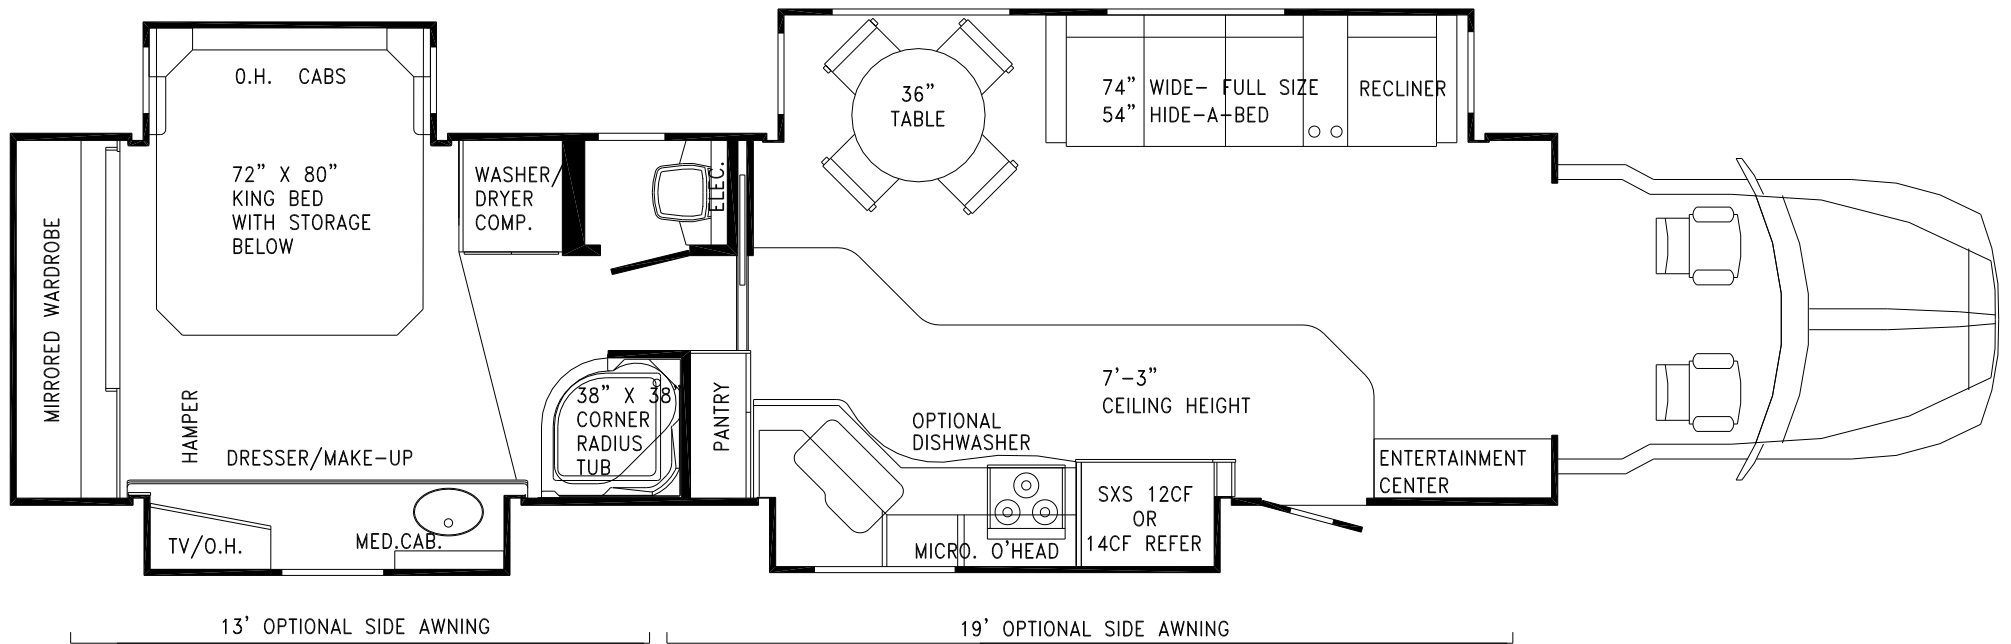 O.H. CABS
72" X 80"
KING BED
WITH STORAGE
BELOW
MIRRORED WARDROBE
HAMPER
DRESSER/MAKE-UP
TV/O.H.
MED.CAB.
WASHER/
DRYER
COMP.
ELEC.
38" X 38"
CORNER
RADIUS
TUB
PANTRY
36"
TABLE
74" WIDE- FULL SIZE
54" HIDE-A-BED
RECLINER
7'-3"
CEILING HEIGHT
OPTIONAL
DISHWASHER
MICRO. O'HEAD
SXS 12CF
OR
14CF REFER
ENTERTAINMENT
CENTER
13' OPTIONAL SIDE AWNING
19' OPTIONAL SIDE AWNING